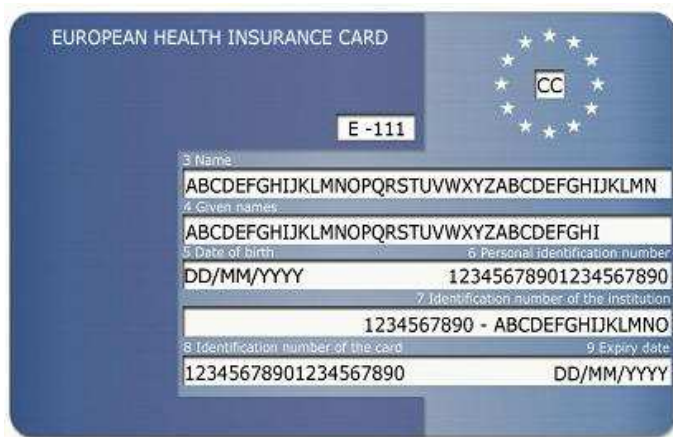 EUROPEAN HEALTH INSURANCE CARD
CC
E -111
3 Name
ABCDEFGHIJKLMNOPQRSTUVWXYZABCDEFGHIJKLMN
4 Given names
ABCDEFGHIJKLMNOPQRSTUVWXYZABCDEFGHI
5 Date of birth 6 Personal identification number
DD/MM/YYYY 12345678901234567890
7 Identification number of the institution
1234567890 - ABCDEFGHIJKLMNO
8 Identification number of the card 9 Expiry date
12345678901234567890 DD/MM/YYYY